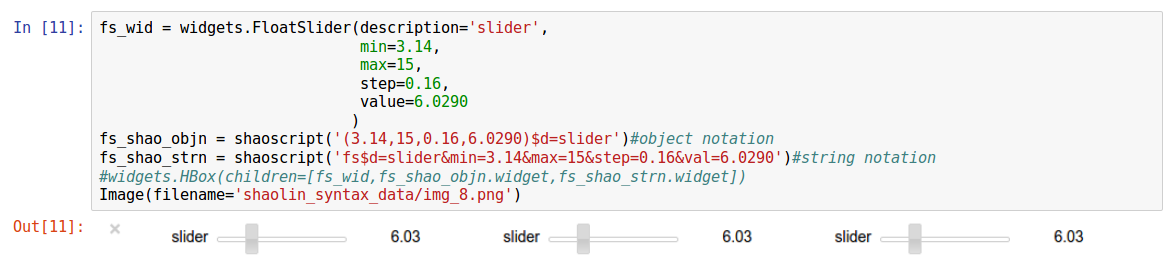 In [11]: fs_wid = widgets.FloatSlider(description='slider',
min=3.14,
max=15,
step=0.16,
value=6.0290
)
fs_shao_objn = shaoscript('(3.14,15,0.16,6.0290)$d=slider')#object notation
fs_shao_strn = shaoscript('fs$d=slider&min=3.14&max=15&step=0.16&val=6.0290')#string notation
#widgets.HBox(children=[fs_wid,fs_shao_objn.widget,fs_shao_strn.widget])
Image(filename='shaolin_syntax_data/img_8.png')
Out[11]: × slider 6.03 slider 6.03 slider 6.03